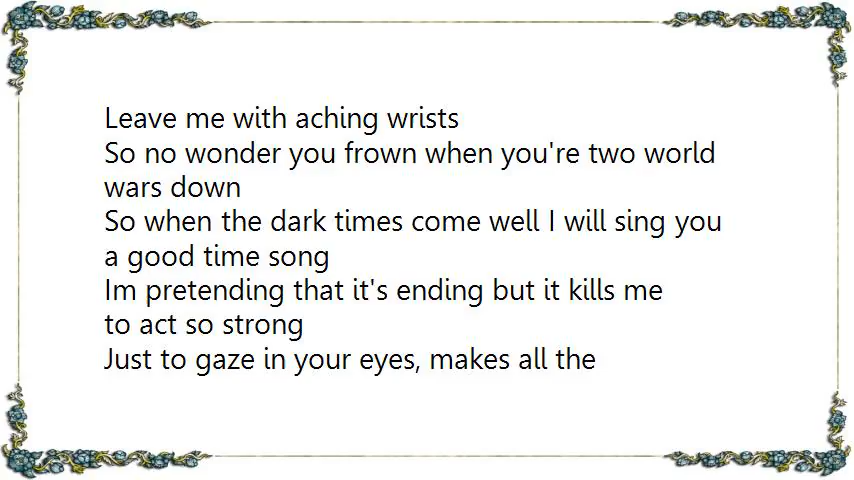 Leave me with aching wrists
So no wonder you frown when you're two world
wars down
So when the dark times come well I will sing you
a good time song
Im pretending that it's ending but it kills me
to act so strong
Just to gaze in your eyes, makes all the